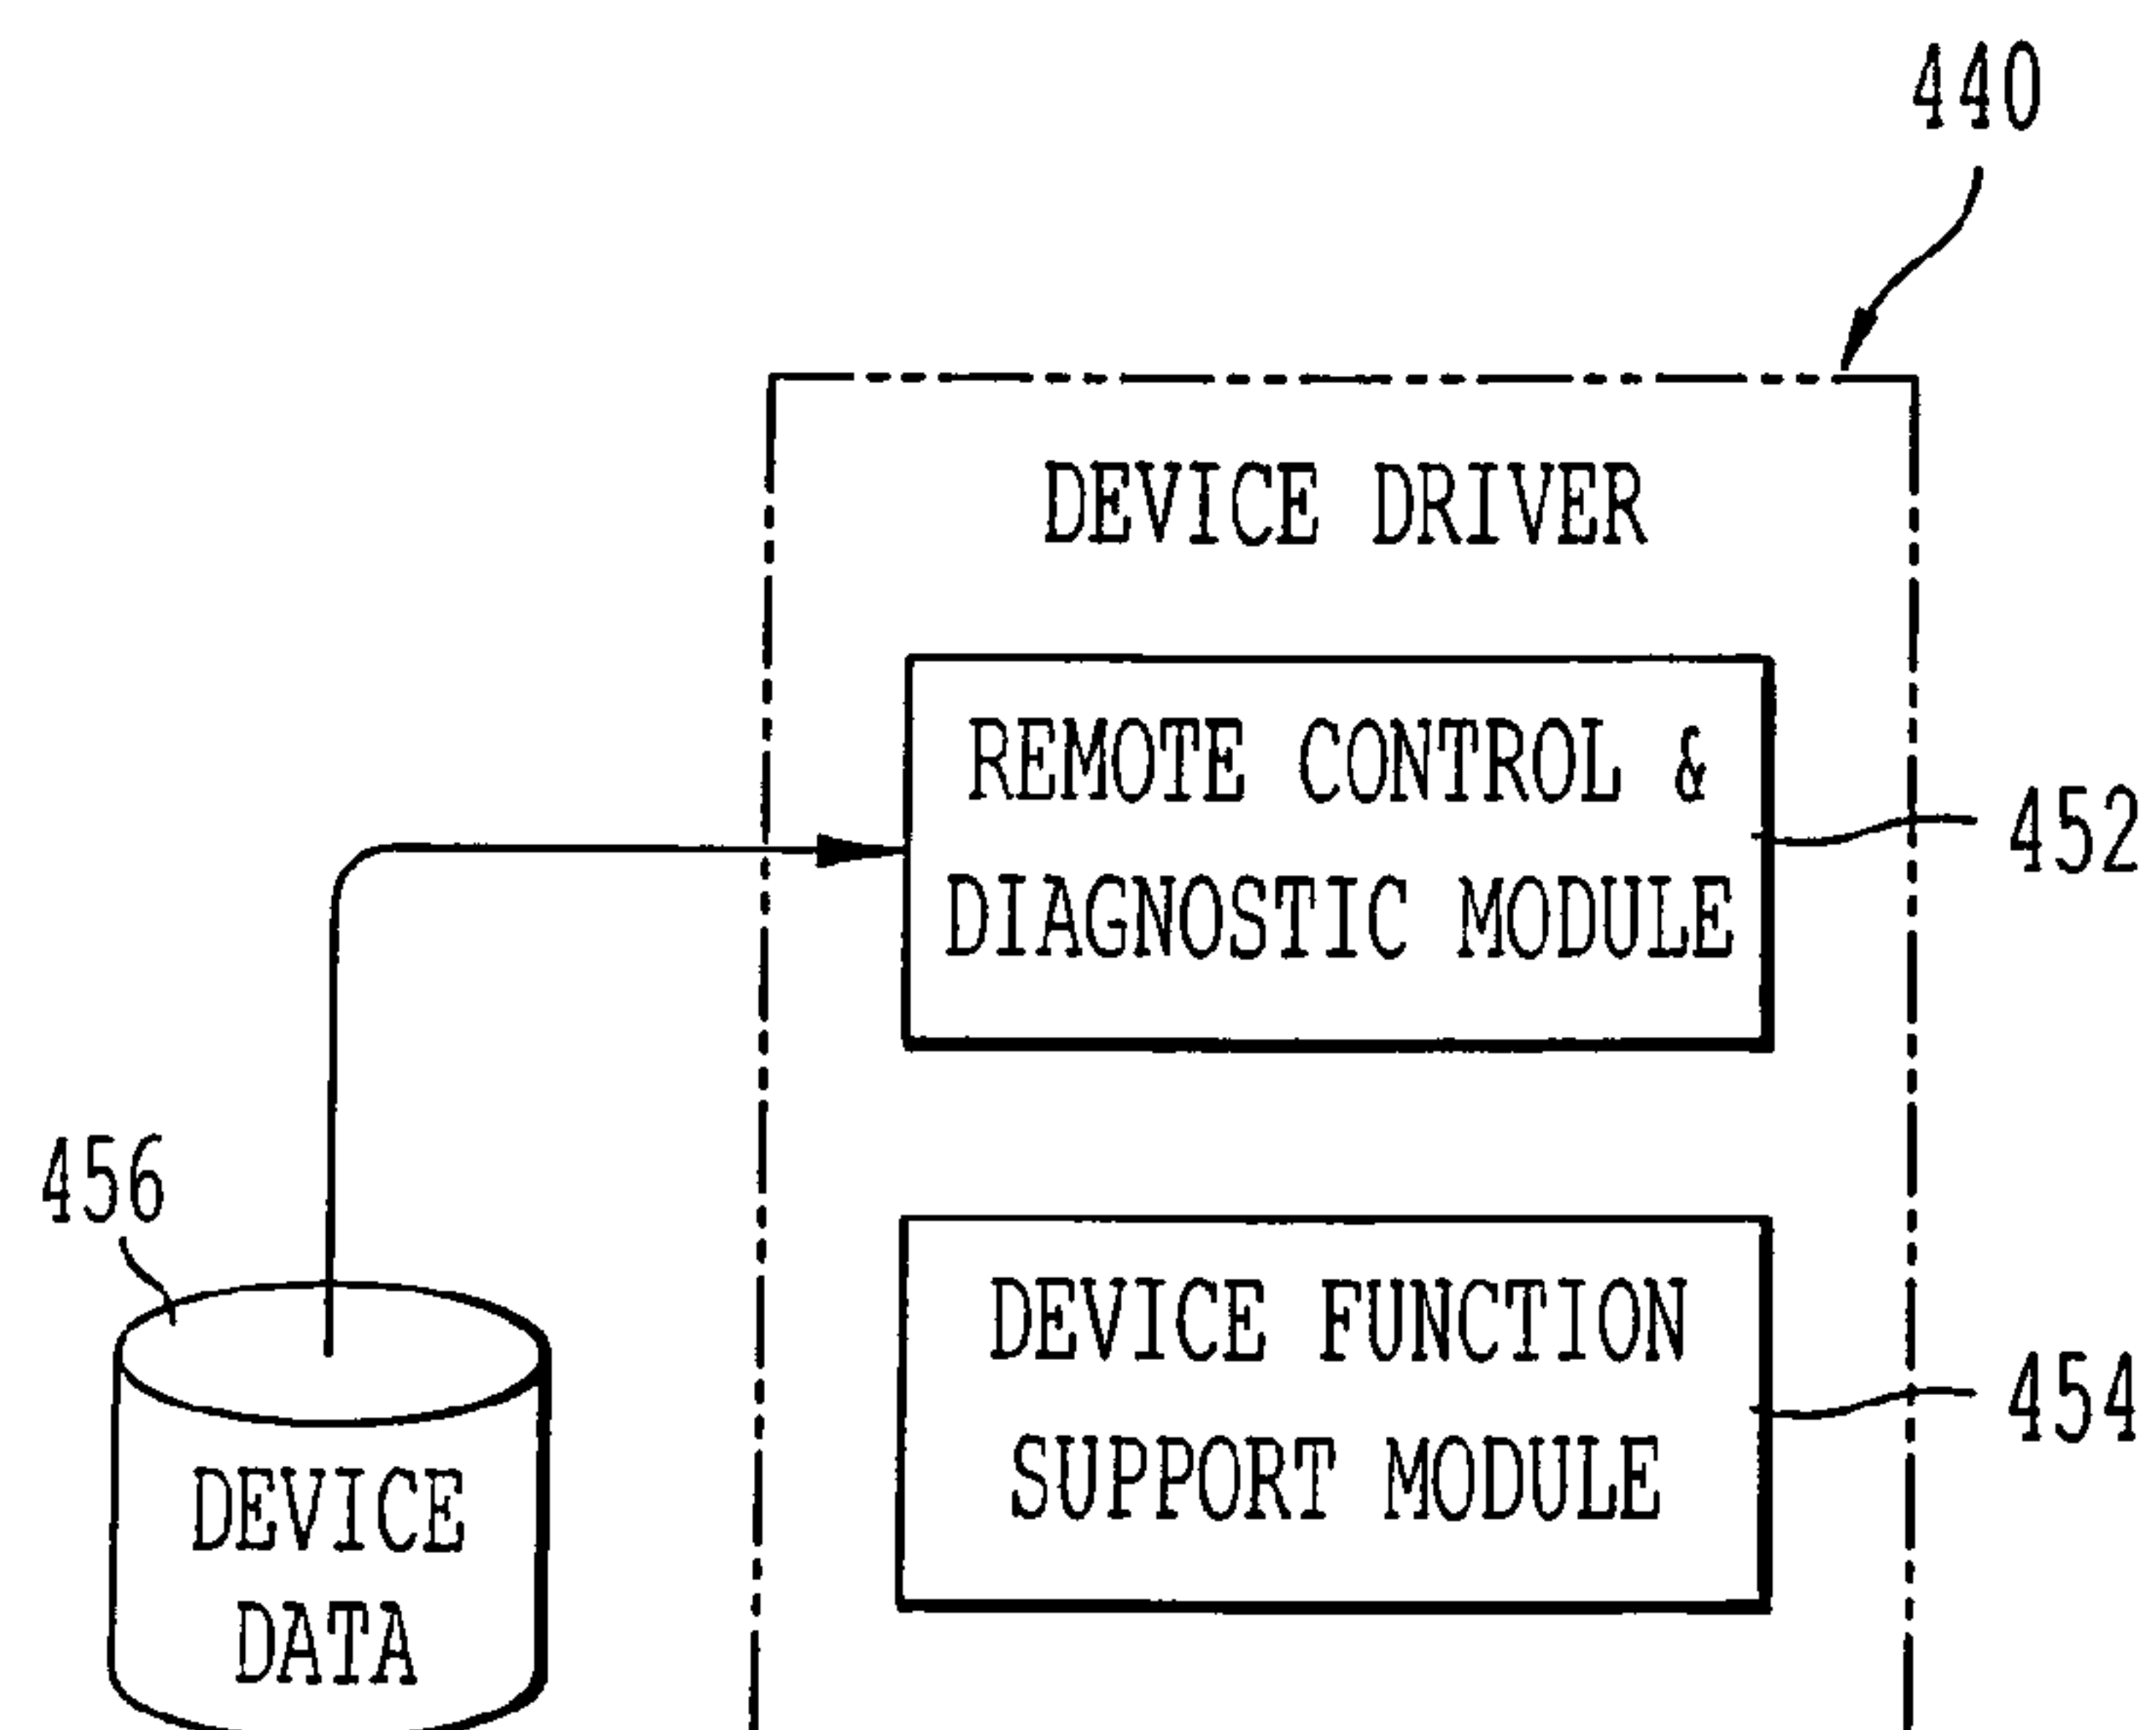 440
DEVICE DRIVER
REMOTE CONTROL &
DIAGNOSTIC MODULE
452
456
DEVICE FUNCTION
SUPPORT MODULE
454
DEVICE
DATA